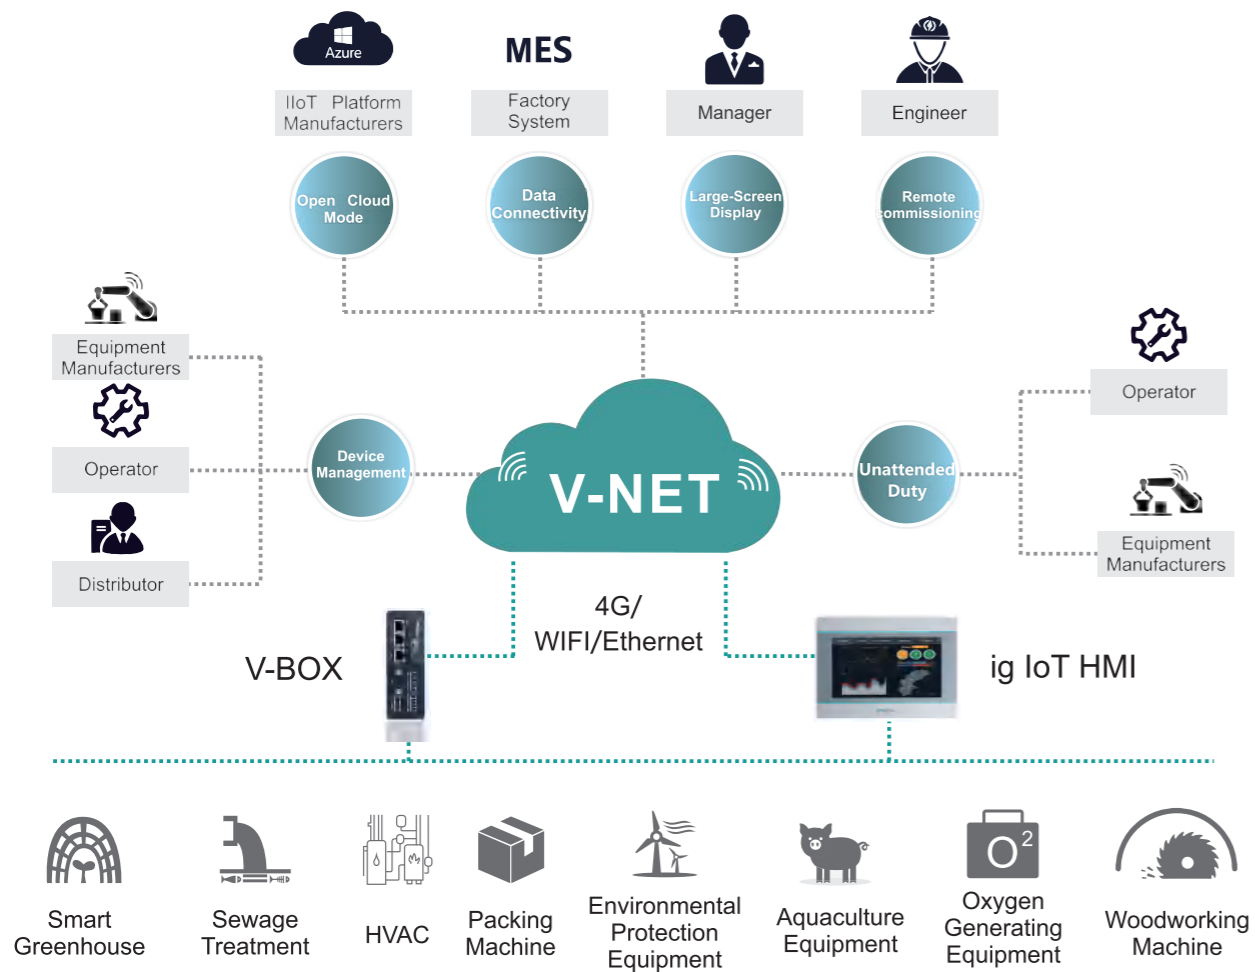 Azure
MES
IIoT Platform
Manufacturers
Factory
System
Manager
Engineer
Open Cloud
Mode
Data
Connectivity
Large-Screen
Display
Remote
commissioning
Equipment
Manufacturers
Operator
Distributor
Device
Management
V-NET
Unattended
Duty
Operator
Equipment
Manufacturers
4G/
WIFI/Ethernet
V-BOX
ig IoT HMI
O2
Smart
Greenhouse
Sewage
Treatment
HVAC
Packing
Machine
Environmental
Protection
Equipment
Aquaculture
Equipment
Oxygen
Generating
Equipment
Woodworking
Machine